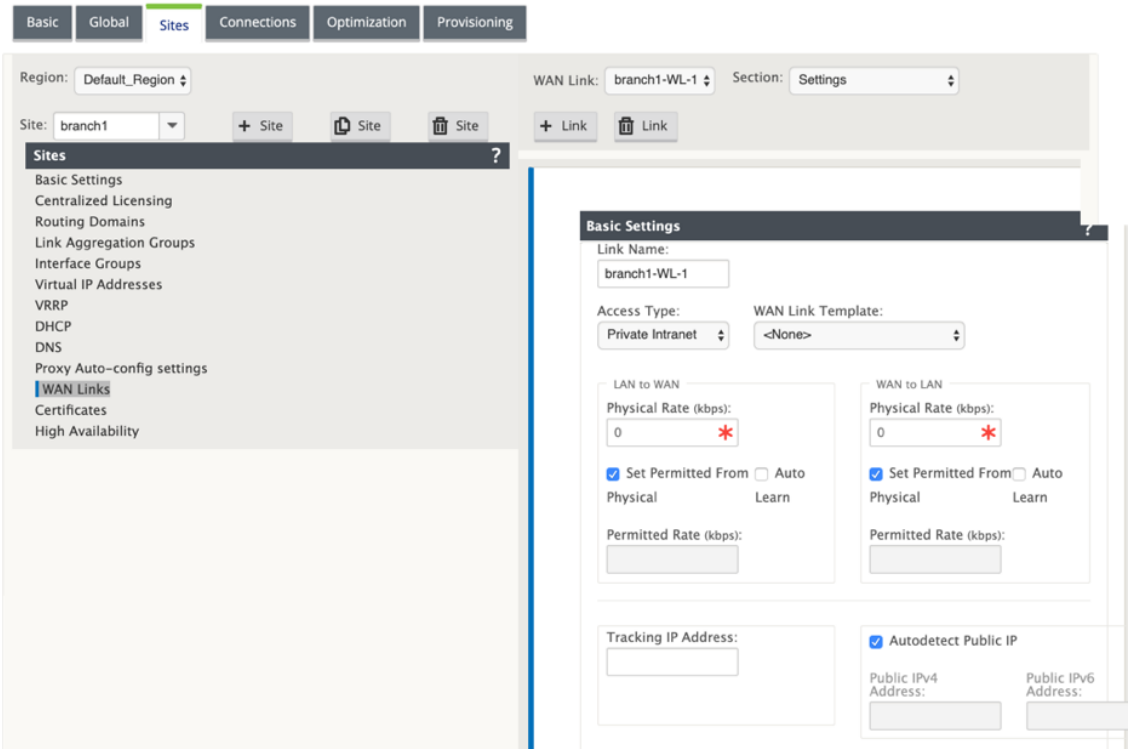 Basic Global Sites Connections Optimization Provisioning
Region: Default_Region
WAN Link: branch1-WL-1 Section: Settings
Site: branch1 + Site Site Site
+ Link Link
Sites ?
Basic Settings
Centralized Licensing
Routing Domains
Link Aggregation Groups
Interface Groups
Virtual IP Addresses
VRRP
DHCP
DNS
Proxy Auto-config settings
WAN Links
Certificates
High Availability
Basic Settings ?
Link Name:
branch1-WL-1
Access Type: WAN Link Template:
Private Intranet <None>
LAN to WAN WAN to LAN
Physical Rate (kbps): Physical Rate (kbps):
0 * 0 *
Set Permitted From Auto Set Permitted From Auto
Physical Learn Physical Learn
Permitted Rate (kbps): Permitted Rate (kbps):
Tracking IP Address: Autodetect Public IP
Public IPv4 Public IPv6
Address: Address: